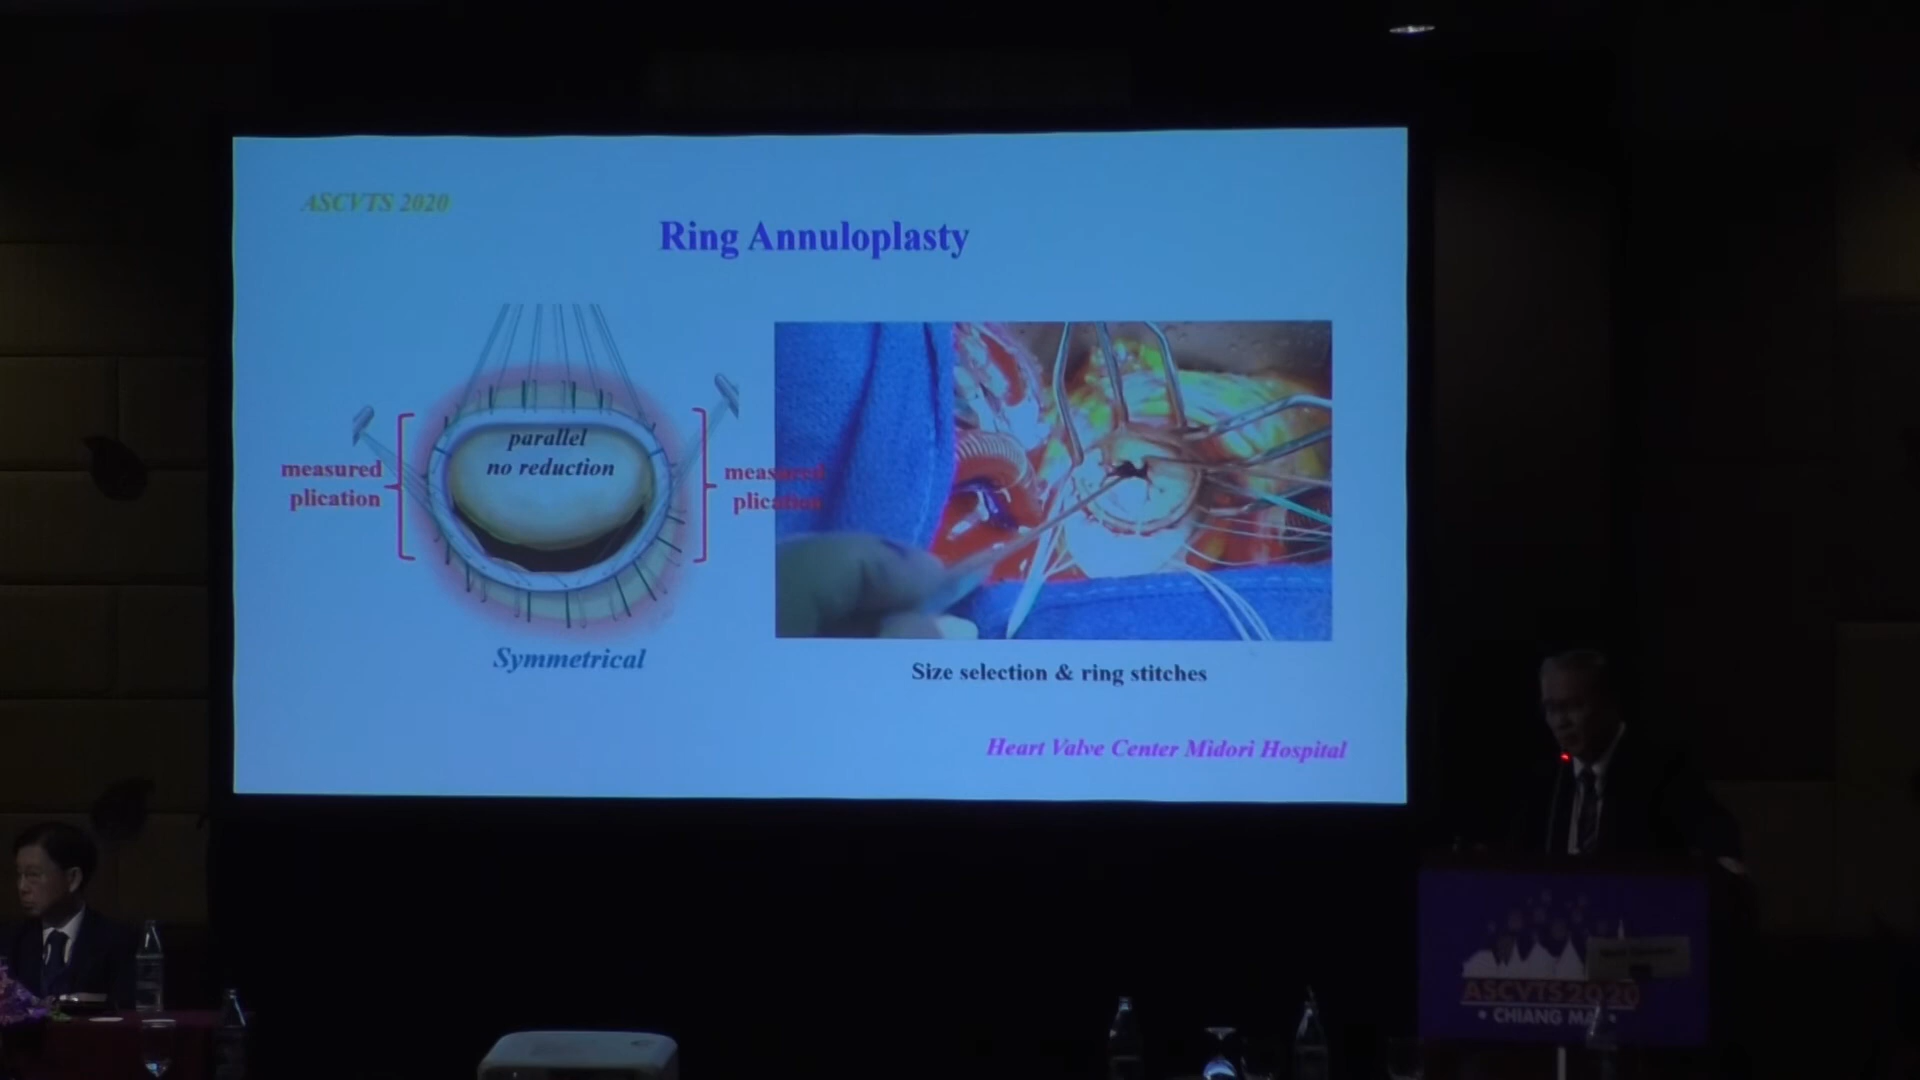 ASCVTS 2020
Ring Annuloplasty
parallel
no reduction
measured
plication
measured
plication
Symmetrical
Size selection & ring stitches
Heart Valve Center Midori Hospital
ASCVTS2020
• CHIANG MAI •